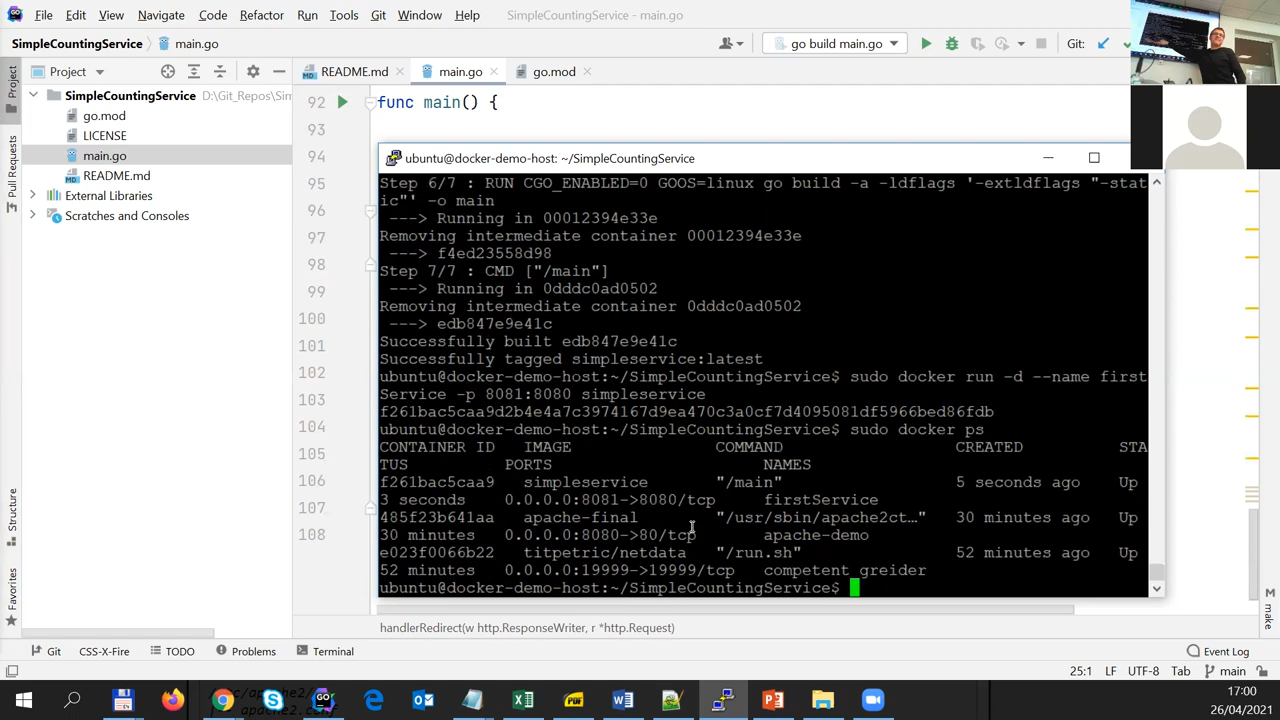 File Edit View Navigate Code Refactor Run Tools Git Window Help SimpleCountingService - main.go
SimpleCountingService main.go go build main.go Git:
Project README.md main.go go.mod
SimpleCountingService D:\Git_Repos\Sim
go.mod
LICENSE
main.go
README.md
External Libraries
Scratches and Consoles
Project
Pull Requests
Structure
Favorites
make
92 func main() {
93
94
95
96
97
98
99
100
101
102
103
104
105
106
107
108
ubuntu@docker-demo-host: ~/SimpleCountingService
Step 6/7 : RUN CGO_ENABLED=0 GOOS=linux go build -a -ldflags '-extldflags "-stat
ic"' -o main
---> Running in 00012394e33e
Removing intermediate container 00012394e33e
---> f4ed23558d98
Step 7/7 : CMD ["/main"]
---> Running in 0dddc0ad0502
Removing intermediate container 0dddc0ad0502
---> edb847e9e41c
Successfully built edb847e9e41c
Successfully tagged simpleservice:latest
ubuntu@docker-demo-host:~/SimpleCountingService$ sudo docker run -d --name first
Service -p 8081:8080 simpleservice
f261bac5caa9d2b4e4a7c3974167d9ea470c3a0cf7d4095081df5966bed86fdb
ubuntu@docker-demo-host:~/SimpleCountingService$ sudo docker ps
CONTAINER ID IMAGE COMMAND CREATED STA
TUS PORTS NAMES
f261bac5caa9 simpleservice "/main" 5 seconds ago Up
3 seconds 0.0.0.0:8081->8080/tcp firstService
485f23b641aa apache-final "/usr/sbin/apache2ct…" 30 minutes ago Up
30 minutes 0.0.0.0:8080->80/tcp apache-demo
e023f0066b22 titpetric/netdata "/run.sh" 52 minutes ago Up
52 minutes 0.0.0.0:19999->19999/tcp competent_greider
ubuntu@docker-demo-host:~/SimpleCountingService$
handlerRedirect(w http.ResponseWriter, r *http.Request)
Git CSS-X-Fire TODO Problems Terminal Event Log
25:1 LF UTF-8 Tab main
17:00
26/04/2021